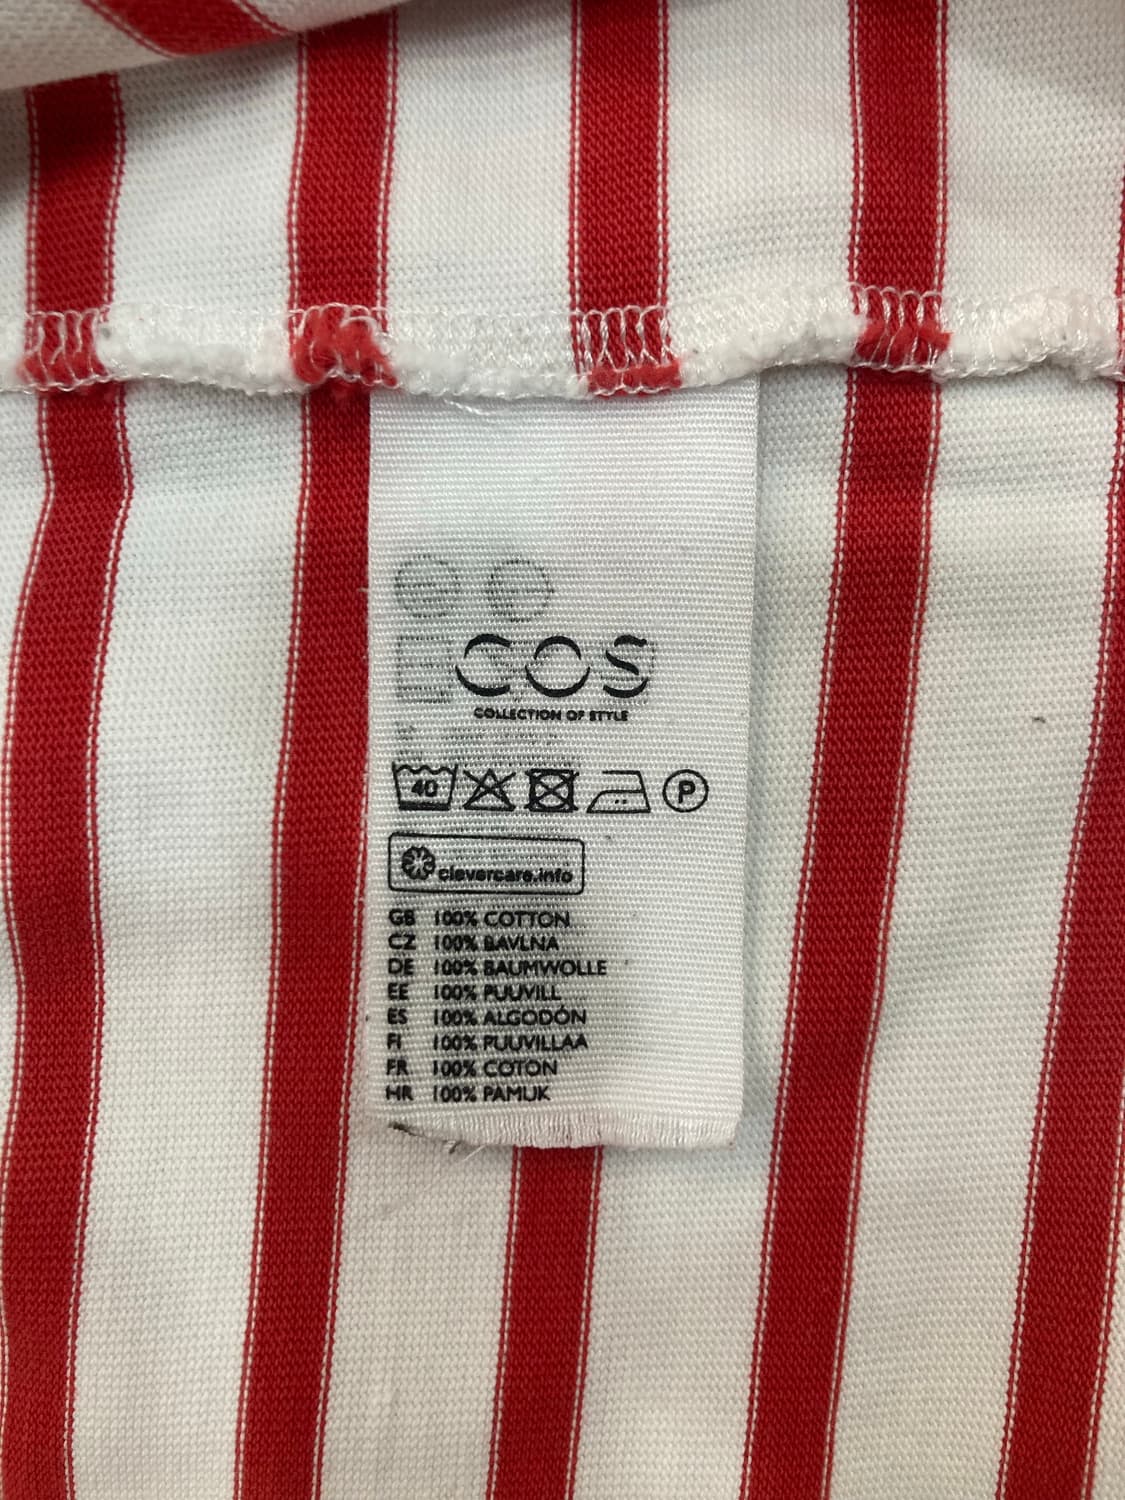 COS
COLLECTION OF STYLE
40
P
clevercare.info
GB 100% COTTON
CZ 100% BAVLNA
DE 100% BAUMWOLLE
EE 100% PUUVILL
ES 100% ALGODÓN
FI 100% PUUVILLAA
FR 100% COTON
HR 100% PAMUK